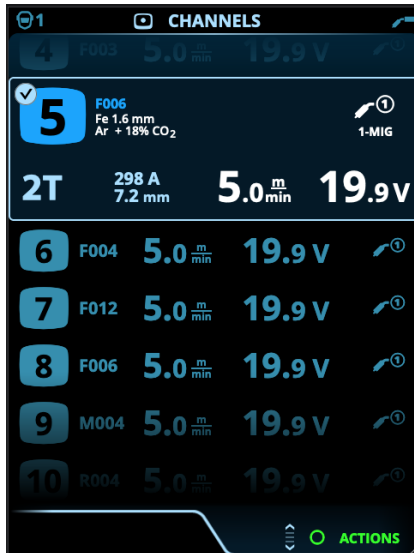 1 CHANNELS
4 F003 5.0 m/min 19.9 V 1
5 F006 1
Fe 1.6 mm
Ar + 18% CO2 1-MIG
2T 298 A 5.0 m/min 19.9 V
7.2 mm
6 F004 5.0 m/min 19.9 V 1
7 F012 5.0 m/min 19.9 V 1
8 F006 5.0 m/min 19.9 V 1
9 M004 5.0 m/min 19.9 V 1
10 R004 5.0 m/min 19.9 V 1
ACTIONS